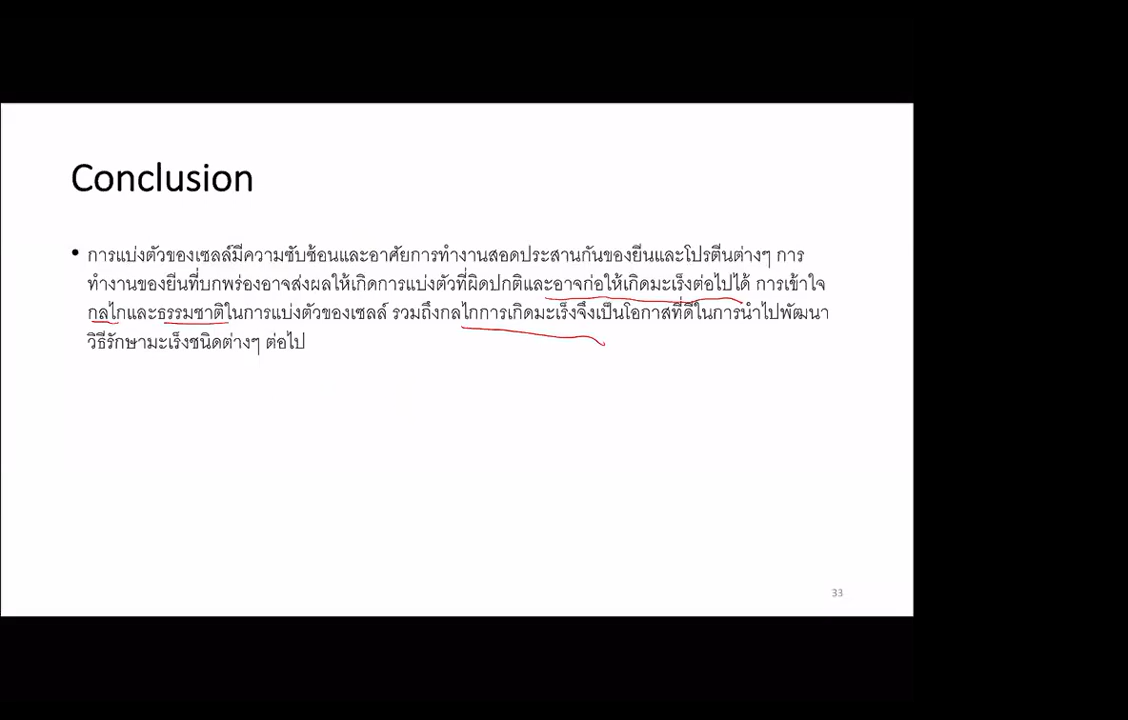 Conclusion
• การแบ่งตัวของเซลล์มีความซับซ้อนและอาศัยการทำงานสอดประสานกันของยีนและโปรตีนต่างๆ การ
ทำงานของยีนที่บกพร่องอาจส่งผลให้เกิดการแบ่งตัวที่ผิดปกติและอาจก่อให้เกิดมะเร็งต่อไปได้ การเข้าใจ
กลไกและธรรมชาติในการแบ่งตัวของเซลล์ รวมถึงกลไกการเกิดมะเร็งจึงเป็นโอกาสที่ดีในการนำไปพัฒนา
วิธีรักษามะเร็งชนิดต่างๆ ต่อไป
33